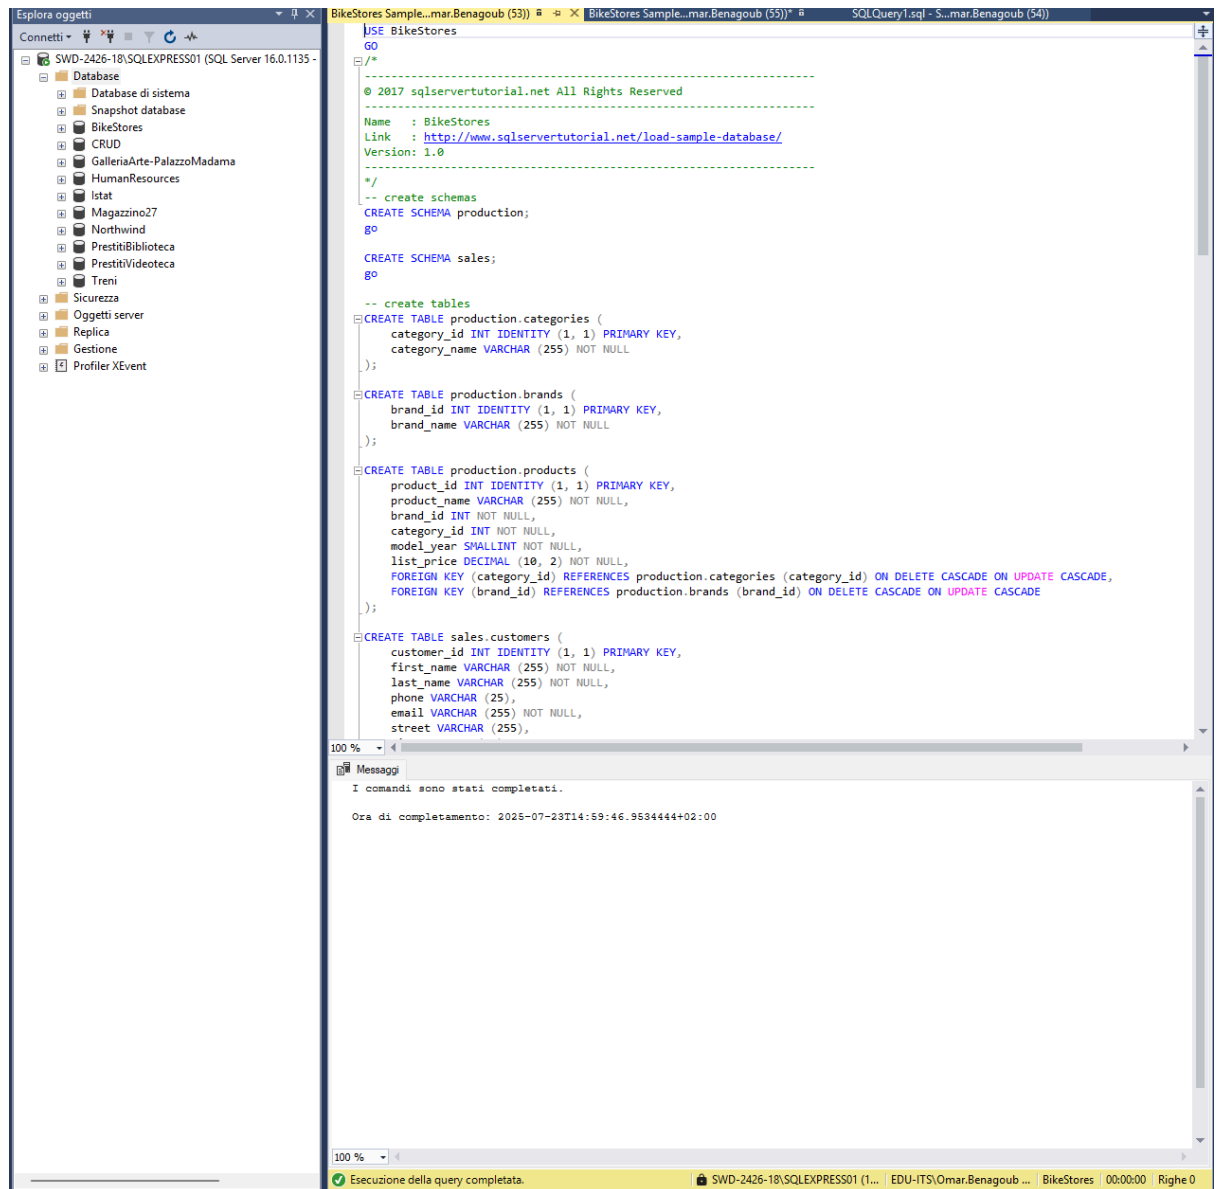 Esplora oggetti
Connetti
SWD-2426-18\SQLEXPRESS01 (SQL Server 16.0.1135 -
Database
Database di sistema
Snapshot database
BikeStores
CRUD
GalleriaArte-PalazzoMadama
HumanResources
Istat
Magazzino27
Northwind
PrestitiBiblioteca
PrestitiVideoteca
Treni
Sicurezza
Oggetti server
Replica
Gestione
Profiler XEvent
BikeStores Sample...mar.Benagoub (53)) BikeStores Sample...mar.Benagoub (55))* SQLQuery1.sql - S...mar.Benagoub (54))
USE BikeStores
GO
/*
--------------------------------------------------------------------
© 2017 sqlservertutorial.net All Rights Reserved
--------------------------------------------------------------------
Name   : BikeStores
Link   : http://www.sqlservertutorial.net/load-sample-database/
Version: 1.0
--------------------------------------------------------------------
*/
-- create schemas
CREATE SCHEMA production;
go
CREATE SCHEMA sales;
go
-- create tables
CREATE TABLE production.categories (
category_id INT IDENTITY (1, 1) PRIMARY KEY,
category_name VARCHAR (255) NOT NULL
);
CREATE TABLE production.brands (
brand_id INT IDENTITY (1, 1) PRIMARY KEY,
brand_name VARCHAR (255) NOT NULL
);
CREATE TABLE production.products (
product_id INT IDENTITY (1, 1) PRIMARY KEY,
product_name VARCHAR (255) NOT NULL,
brand_id INT NOT NULL,
category_id INT NOT NULL,
model_year SMALLINT NOT NULL,
list_price DECIMAL (10, 2) NOT NULL,
FOREIGN KEY (category_id) REFERENCES production.categories (category_id) ON DELETE CASCADE ON UPDATE CASCADE,
FOREIGN KEY (brand_id) REFERENCES production.brands (brand_id) ON DELETE CASCADE ON UPDATE CASCADE
);
CREATE TABLE sales.customers (
customer_id INT IDENTITY (1, 1) PRIMARY KEY,
first_name VARCHAR (255) NOT NULL,
last_name VARCHAR (255) NOT NULL,
phone VARCHAR (25),
email VARCHAR (255) NOT NULL,
street VARCHAR (255),
100 %
Messaggi
I comandi sono stati completati.
Ora di completamento: 2025-07-23T14:59:46.9534444+02:00
100 %
Esecuzione della query completata. SWD-2426-18\SQLEXPRESS01 (1... EDU-ITS\Omar.Benagoub ... BikeStores 00:00:00 Righe 0